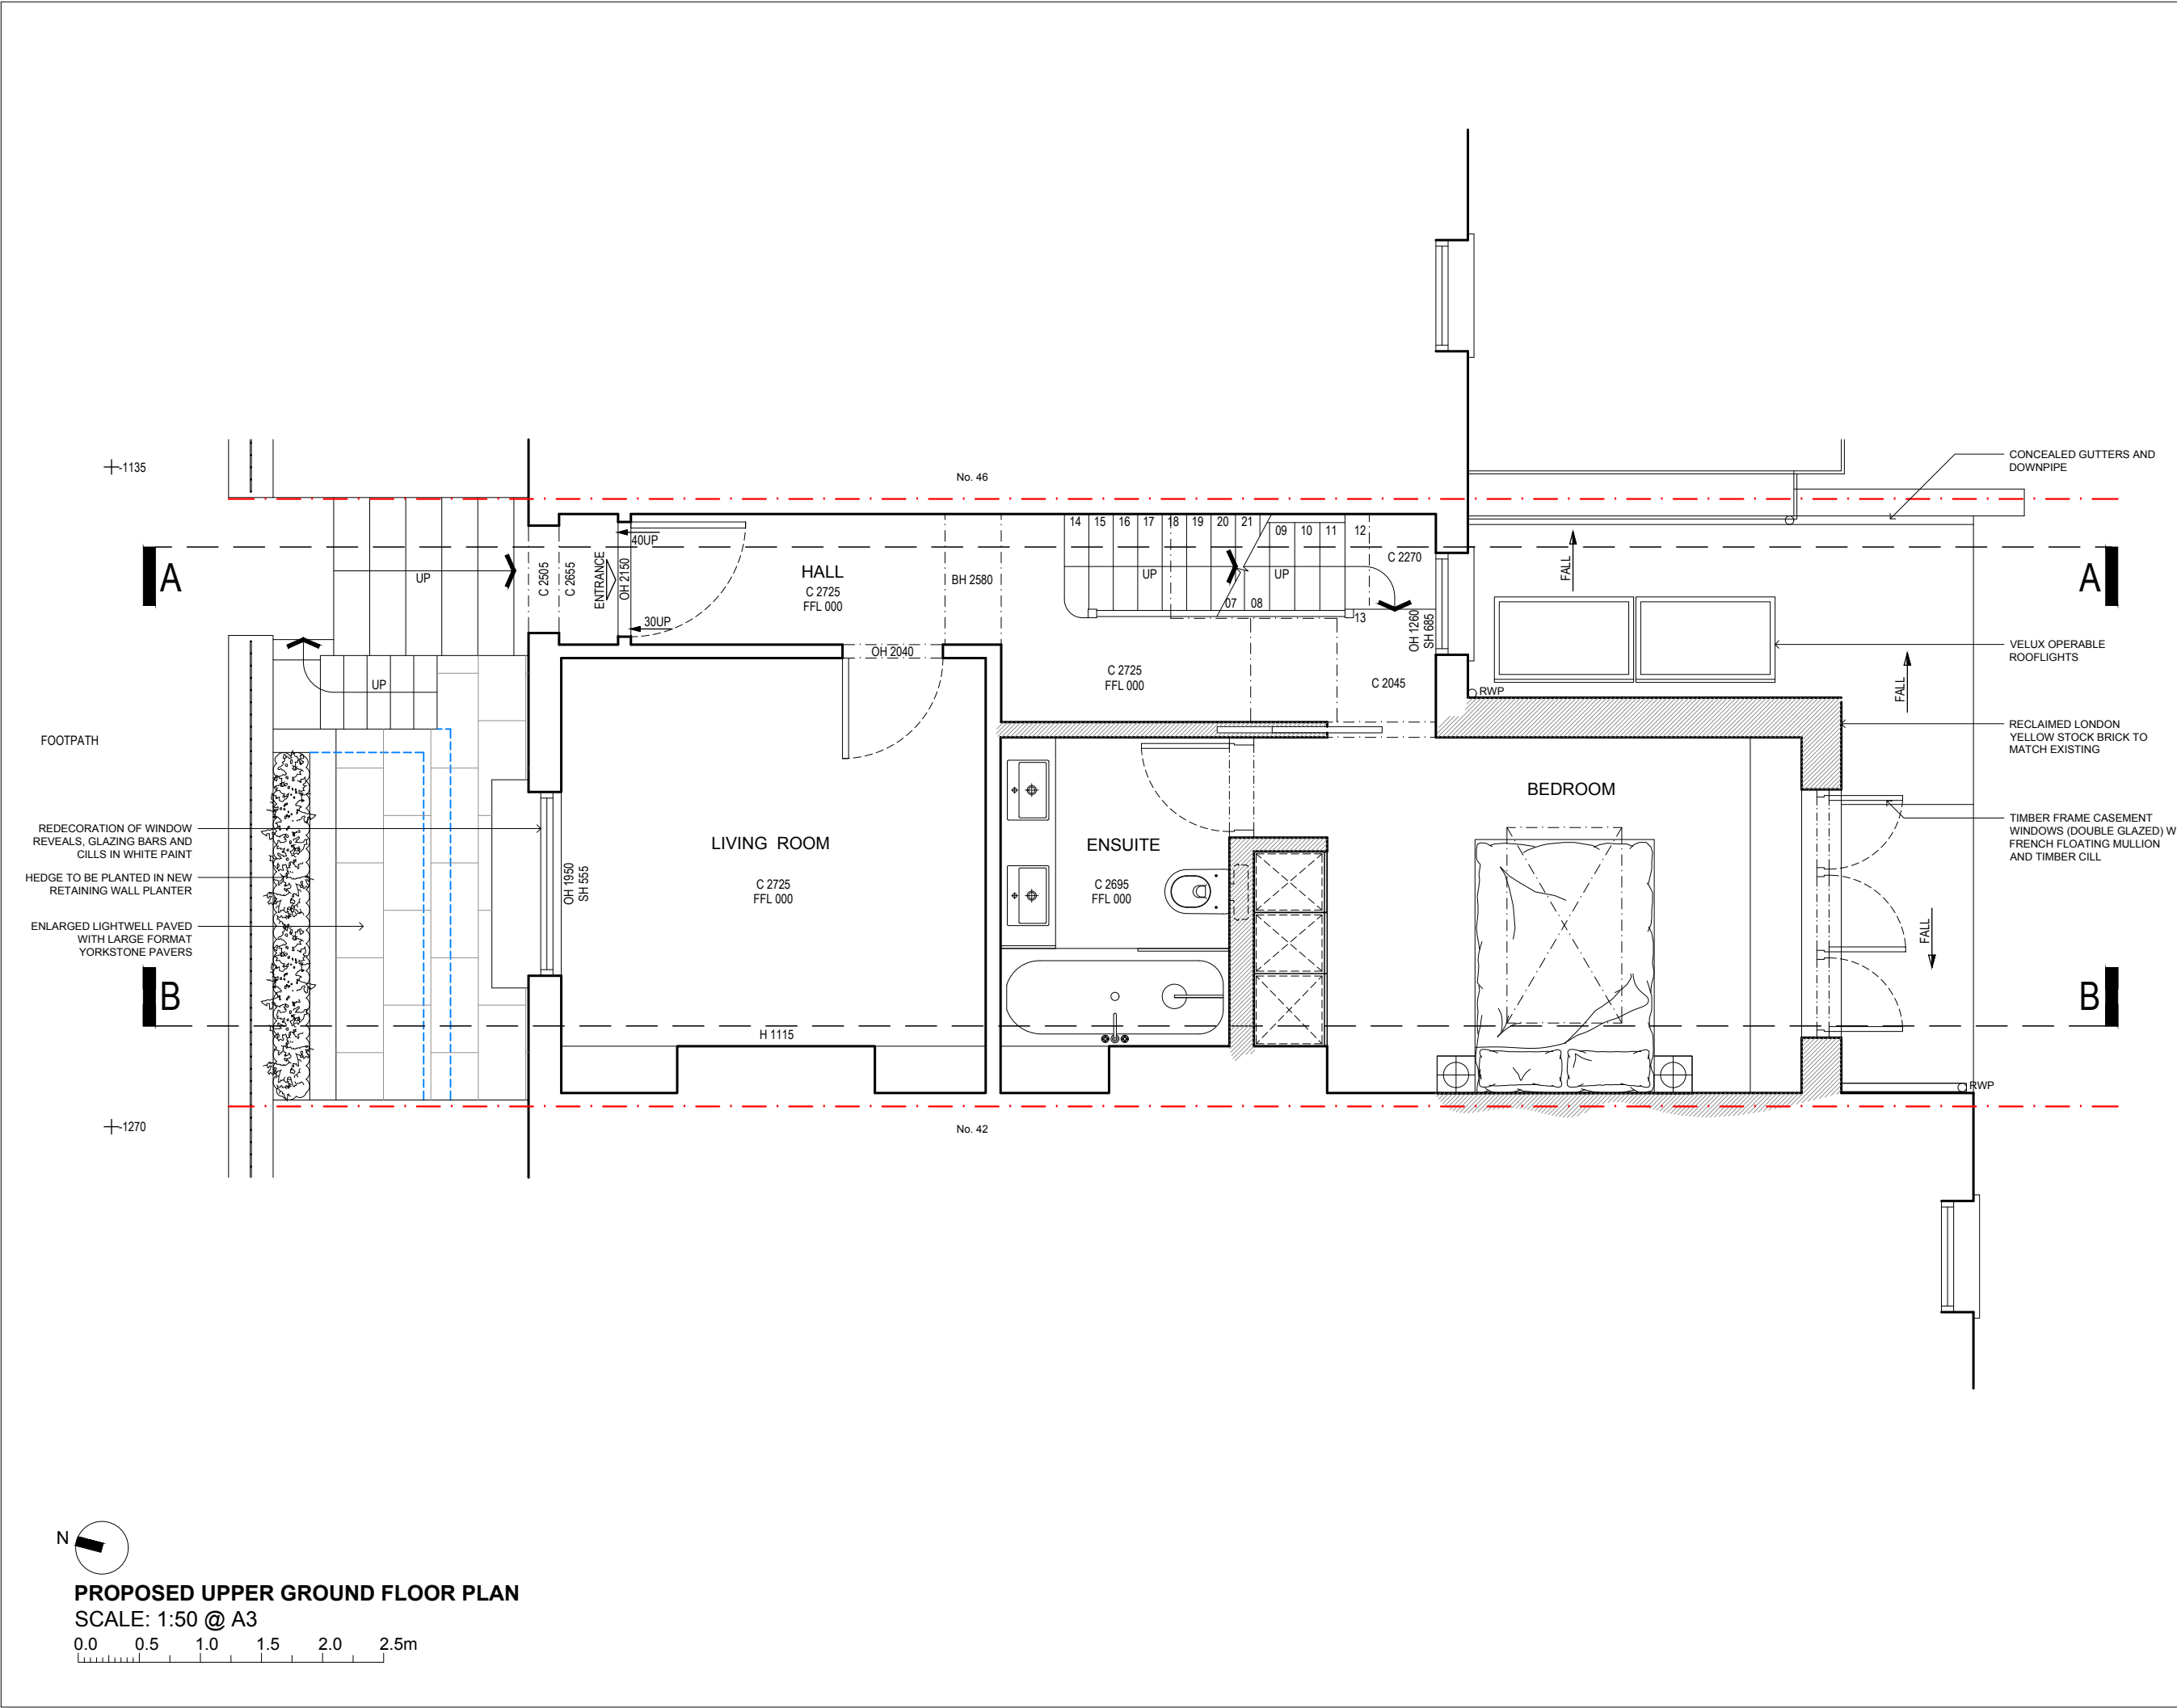 -1135
No. 46
CONCEALED GUTTERS AND
DOWNPIPE
A
UP
C 2505
C 2655
ENTRANCE
OH 2150
40UP
30UP
HALL
C 2725
FFL 000
BH 2580
14 15 16 17 18 19 20 21
09 10 11 12
UP
UP
07 08
13
C 2270
OH 1260
SH 685
FALL
A
VELUX OPERABLE
ROOFLIGHTS
OH 2040
C 2725
FFL 000
C 2045
RWP
FALL
UP
FOOTPATH
RECLAIMED LONDON
YELLOW STOCK BRICK TO
MATCH EXISTING
BEDROOM
REDECORATION OF WINDOW
REVEALS, GLAZING BARS AND
CILLS IN WHITE PAINT
HEDGE TO BE PLANTED IN NEW
RETAINING WALL PLANTER
ENLARGED LIGHTWELL PAVED
WITH LARGE FORMAT
YORKSTONE PAVERS
OH 1950
SH 555
LIVING ROOM
C 2725
FFL 000
ENSUITE
C 2695
FFL 000
TIMBER FRAME CASEMENT
WINDOWS (DOUBLE GLAZED) W
FRENCH FLOATING MULLION
AND TIMBER CILL
FALL
B
H 1115
B
RWP
-1270
No. 42
N
PROPOSED UPPER GROUND FLOOR PLAN
SCALE: 1:50 @ A3
0.0 0.5 1.0 1.5 2.0 2.5m